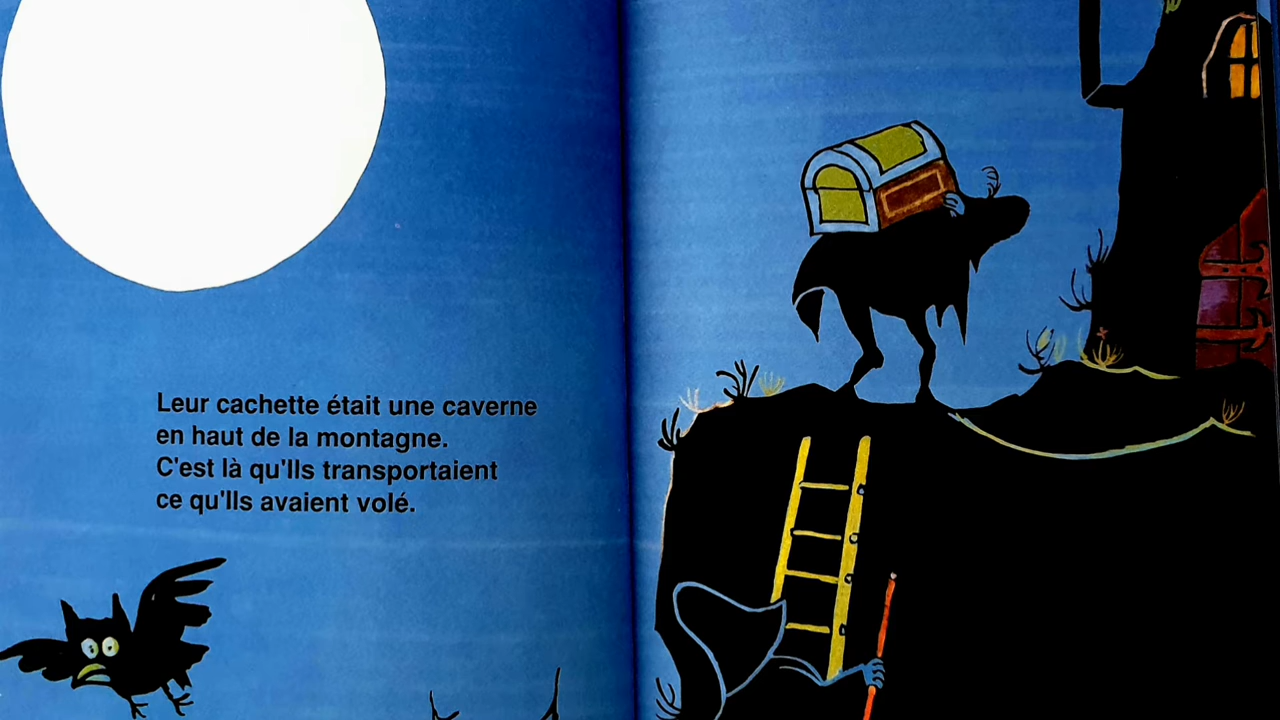 Leur cachette était une caverne
en haut de la montagne.
C'est là qu'Ils transportaient
ce qu'Ils avaient volé.